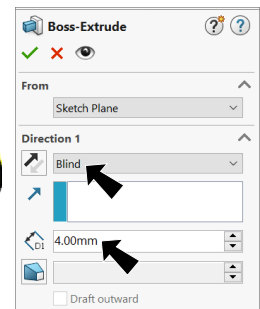 Boss-Extrude
From
Sketch Plane
Direction 1
Blind
D1 4.00mm
Draft outward